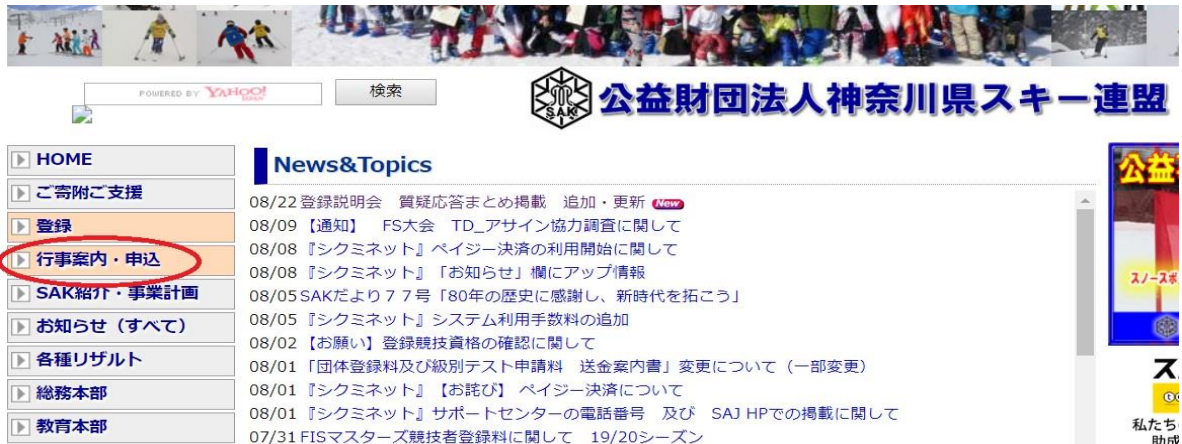 POWERED BY YAHOO! JAPAN
検索
SAK
公益財団法人神奈川県スキー連盟
HOME
ご寄附ご支援
登録
行事案内・申込
SAK紹介・事業計画
お知らせ（すべて）
各種リザルト
総務本部
教育本部
News&Topics
08/22 登録説明会　質疑応答まとめ掲載　追加・更新 New
08/09 【通知】　FS大会　TD_アサイン協力調査に関して
08/08 『シクミネット』ペイジー決済の利用開始に関して
08/08 『シクミネット』「お知らせ」欄にアップ情報
08/05 SAKだより７７号「80年の歴史に感謝し、新時代を拓こう」
08/05 『シクミネット』システム利用手数料の追加
08/02 【お願い】登録競技資格の確認に関して
08/01 「団体登録料及び級別テスト申請料　送金案内書」変更について（一部変更）
08/01 『シクミネット』【お詫び】 ペイジー決済について
08/01 『シクミネット』サポートセンターの電話番号　及び　SAJ HPでの掲載に関して
07/31 FISマスターズ競技者登録料に関して　19/20シーズン
公益
スノースポ
私たち
助成